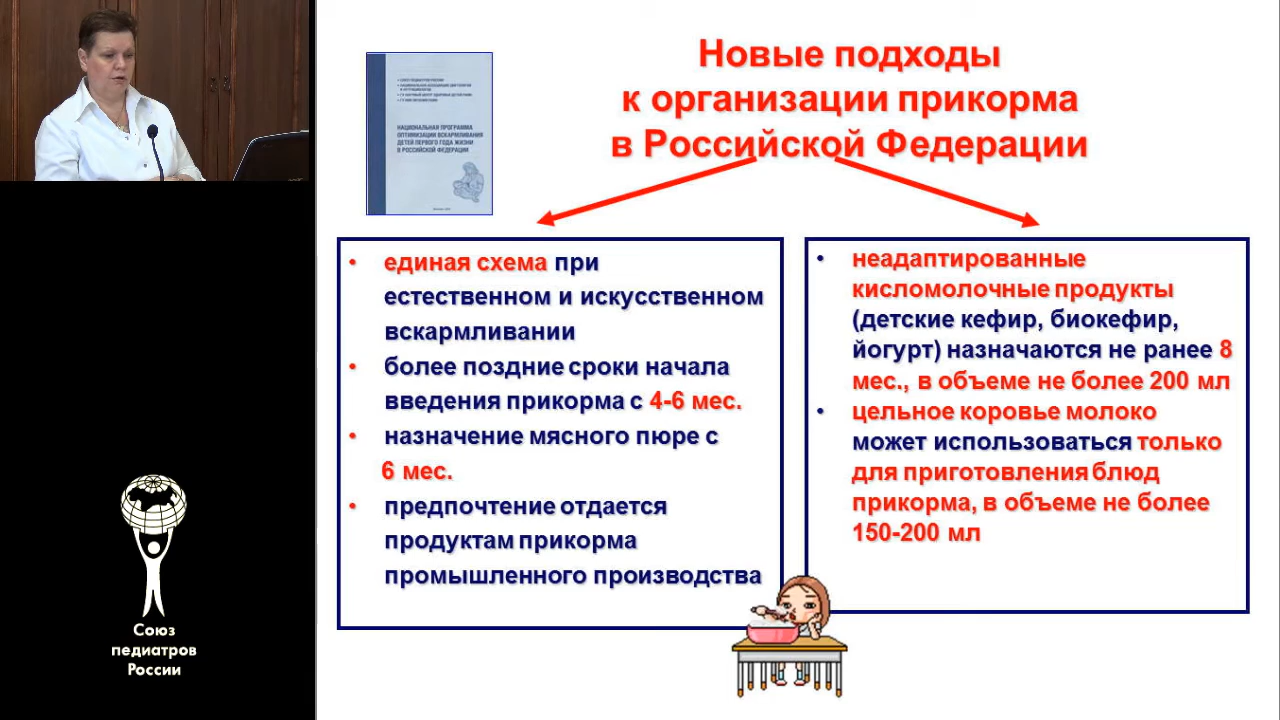 Новые подходы
к организации прикорма
в Российской Федерации
НАЦИОНАЛЬНАЯ ПРОГРАММА
ОПТИМИЗАЦИИ ВСКАРМЛИВАНИЯ
ДЕТЕЙ ПЕРВОГО ГОДА ЖИЗНИ
В РОССИЙСКОЙ ФЕДЕРАЦИИ
• единая схема при
естественном и искусственном
вскармливании
• более поздние сроки начала
введения прикорма с 4-6 мес.
• назначение мясного пюре с
6 мес.
• предпочтение отдается
продуктам прикорма
промышленного производства
• неадаптированные
кисломолочные продукты
(детские кефир, биокефир,
йогурт) назначаются не ранее 8
мес., в объеме не более 200 мл
• цельное коровье молоко
может использоваться только
для приготовления блюд
прикорма, в объеме не более
150-200 мл
Союз
педиатров
России